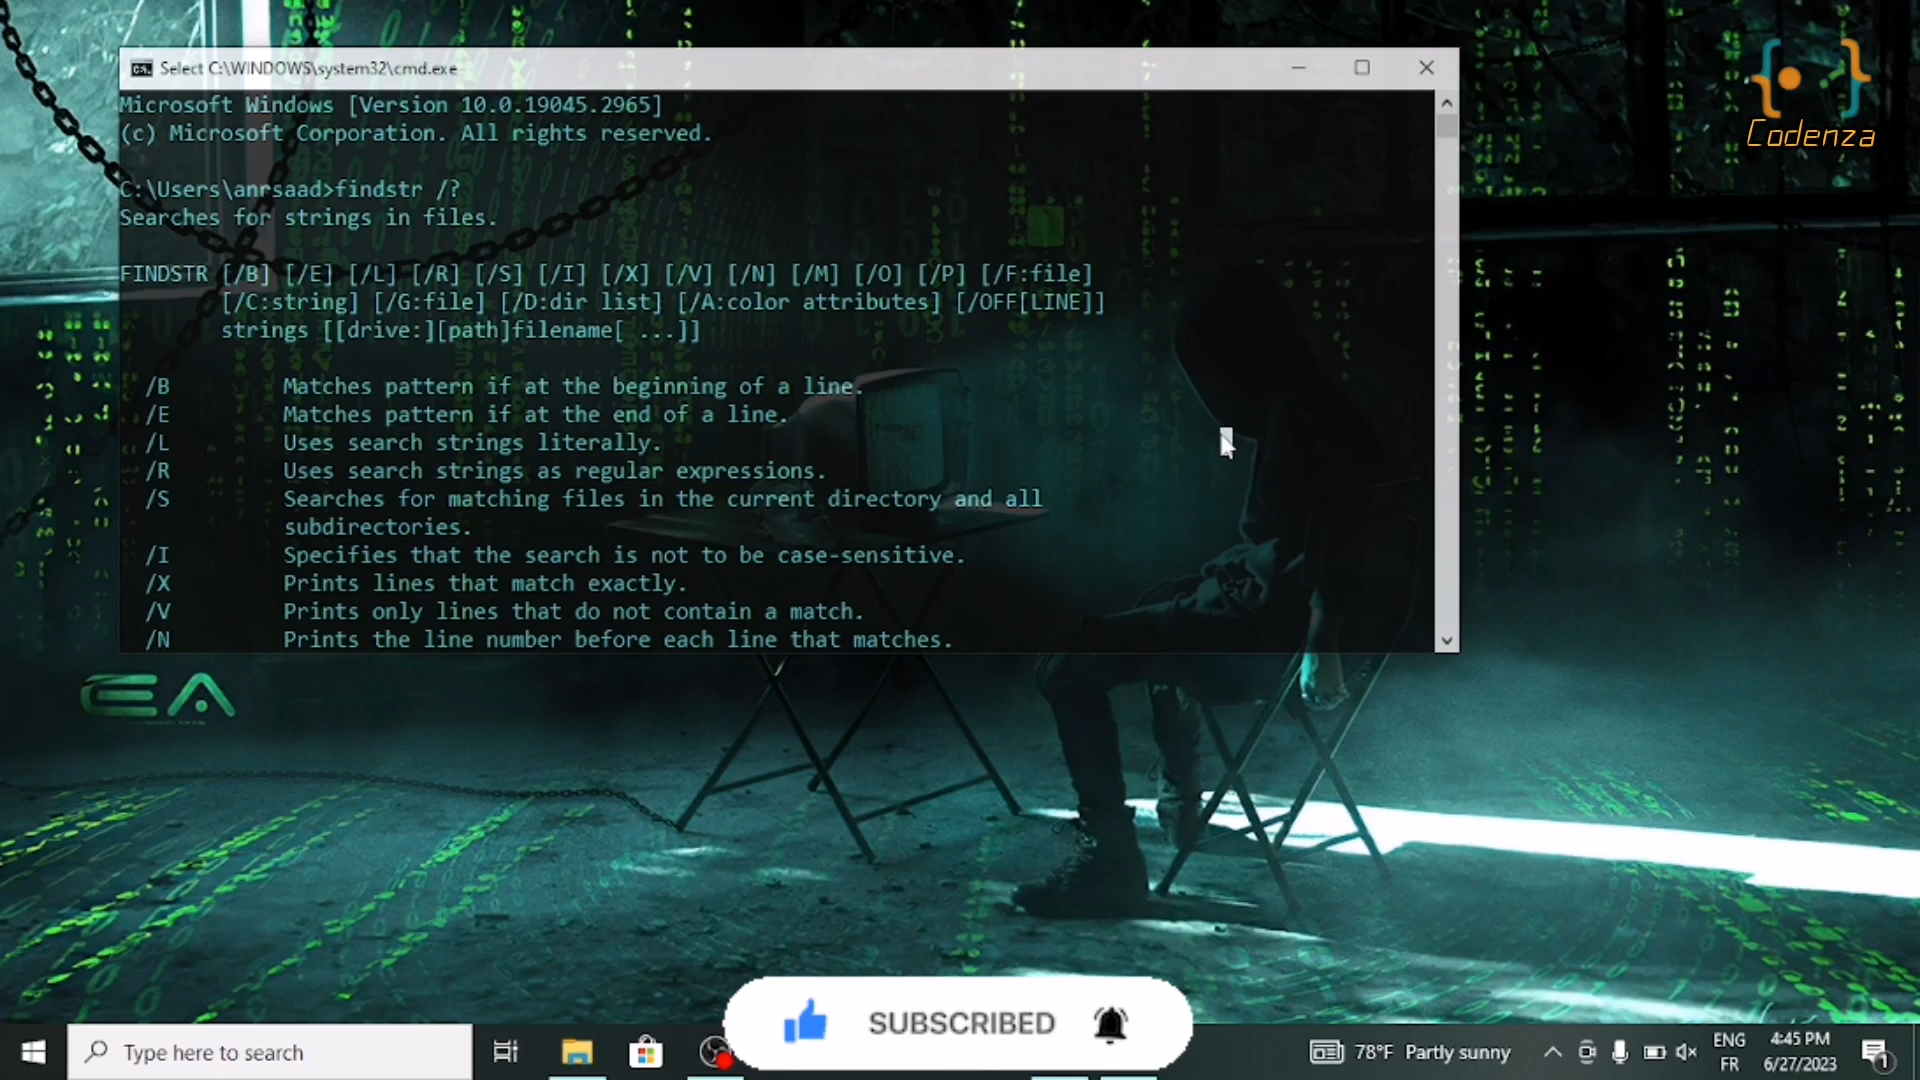 Select C:\WINDOWS\system32\cmd.exe
Microsoft Windows [Version 10.0.19045.2965]
(c) Microsoft Corporation. All rights reserved.
C:\Users\anrsaad>findstr /?
Searches for strings in files.
FINDSTR [/B] [/E] [/L] [/R] [/S] [/I] [/X] [/V] [/N] [/M] [/O] [/P] [/F:file]
[/C:string] [/G:file] [/D:dir list] [/A:color attributes] [/OFF[LINE]]
strings [[drive:][path]filename[ ...]]
/B Matches pattern if at the beginning of a line.
/E Matches pattern if at the end of a line.
/L Uses search strings literally.
/R Uses search strings as regular expressions.
/S Searches for matching files in the current directory and all
subdirectories.
/I Specifies that the search is not to be case-sensitive.
/X Prints lines that match exactly.
/V Prints only lines that do not contain a match.
/N Prints the line number before each line that matches.
Codenza
EA
SUBSCRIBED
Type here to search
78°F Partly sunny
ENG
FR
4:45 PM
6/27/2023
1